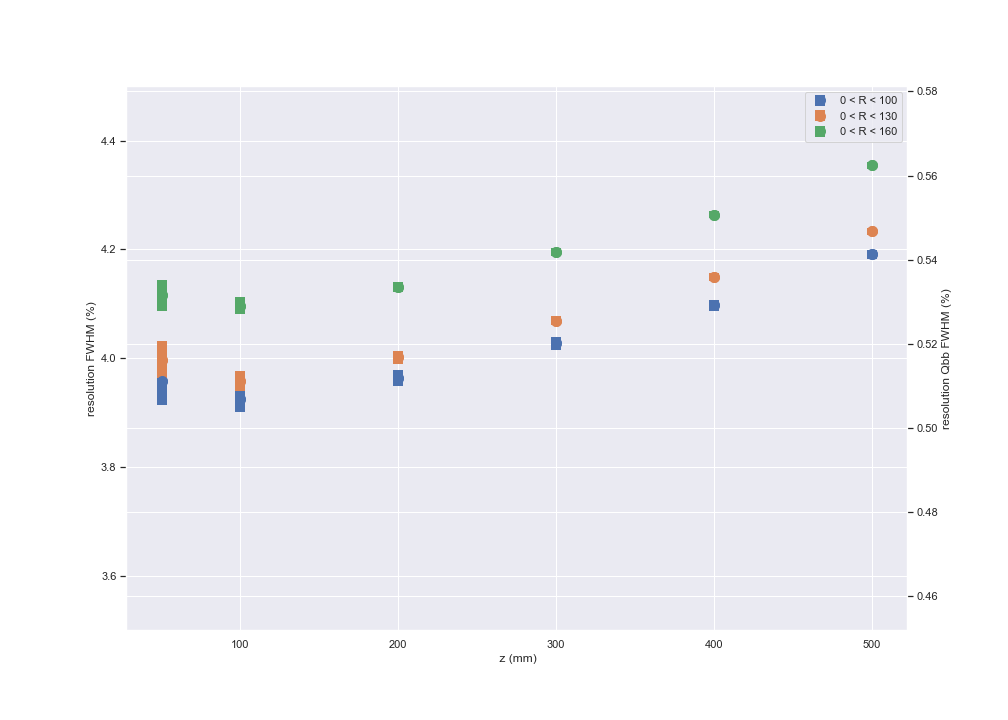 0 < R < 100
0 < R < 130
0 < R < 160
4.4
4.2
4.0
3.8
3.6
resolution FWHM (%)
0.58
0.56
0.54
0.52
0.50
0.48
0.46
resolution Qbb FWHM (%)
100
200
300
400
500
z (mm)